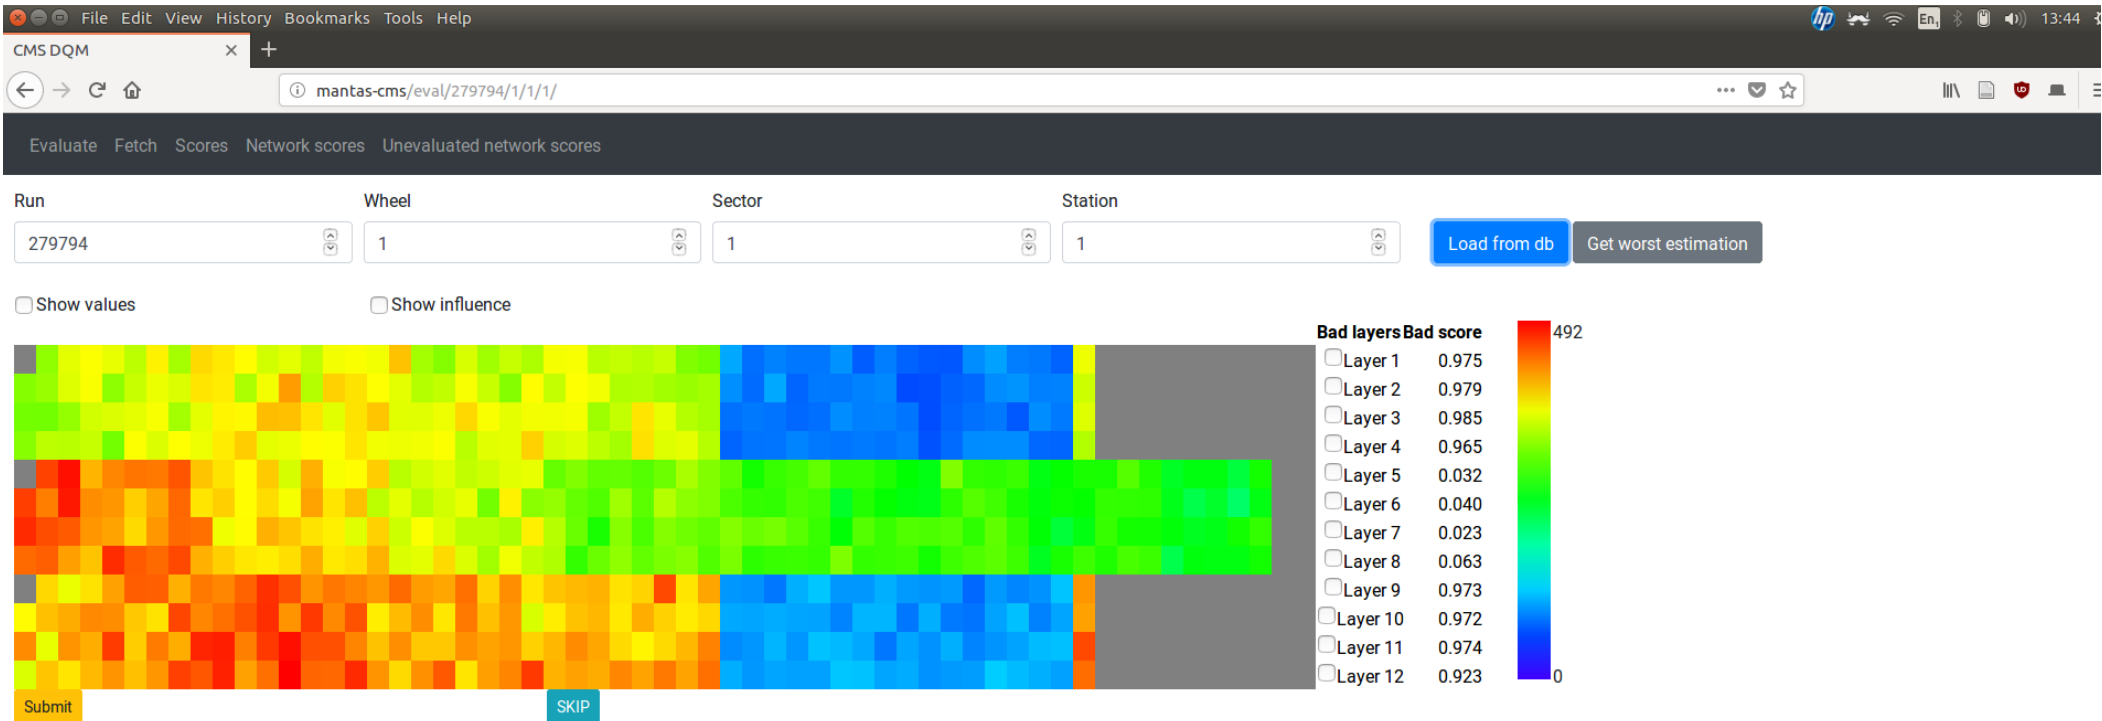 File Edit View History Bookmarks Tools Help
hp En1 13:44
CMS DQM
mantas-cms/eval/279794/1/1/1/
Evaluate Fetch Scores Network scores Unevaluated network scores
Run Wheel Sector Station
279794 1 1 1 Load from db Get worst estimation
Show values Show influence
Bad layers Bad score 492
Layer 1 0.975
Layer 2 0.979
Layer 3 0.985
Layer 4 0.965
Layer 5 0.032
Layer 6 0.040
Layer 7 0.023
Layer 8 0.063
Layer 9 0.973
Layer 10 0.972
Layer 11 0.974
Layer 12 0.923 0
Submit SKIP